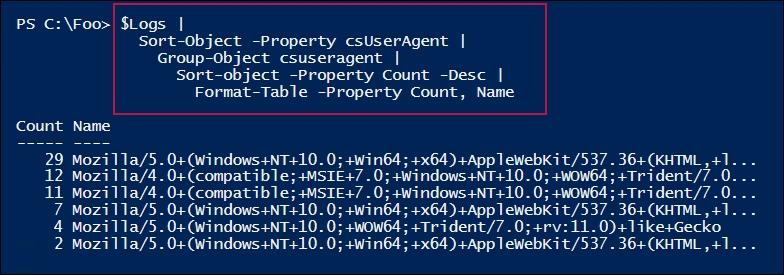 PS C:\Foo> $Logs |
Sort-Object -Property csUserAgent |
Group-Object csuseragent |
Sort-object -Property Count -Desc |
Format-Table -Property Count, Name
Count Name
----- ----
29 Mozilla/5.0+(Windows+NT+10.0;+Win64;+x64)+AppleWebKit/537.36+(KHTML,+l...
12 Mozilla/4.0+(compatible;+MSIE+7.0;+Windows+NT+10.0;+WOW64;+Trident/7.0...
11 Mozilla/4.0+(compatible;+MSIE+7.0;+Windows+NT+10.0;+WOW64;+Trident/7.0...
7 Mozilla/5.0+(Windows+NT+10.0;+Win64;+x64)+AppleWebKit/537.36+(KHTML,+l...
4 Mozilla/5.0+(Windows+NT+10.0;+WOW64;+Trident/7.0;+rv:11.0)+like+Gecko
2 Mozilla/5.0+(Windows+NT+10.0;+Win64;+x64)+AppleWebKit/537.36+(KHTML,+l...